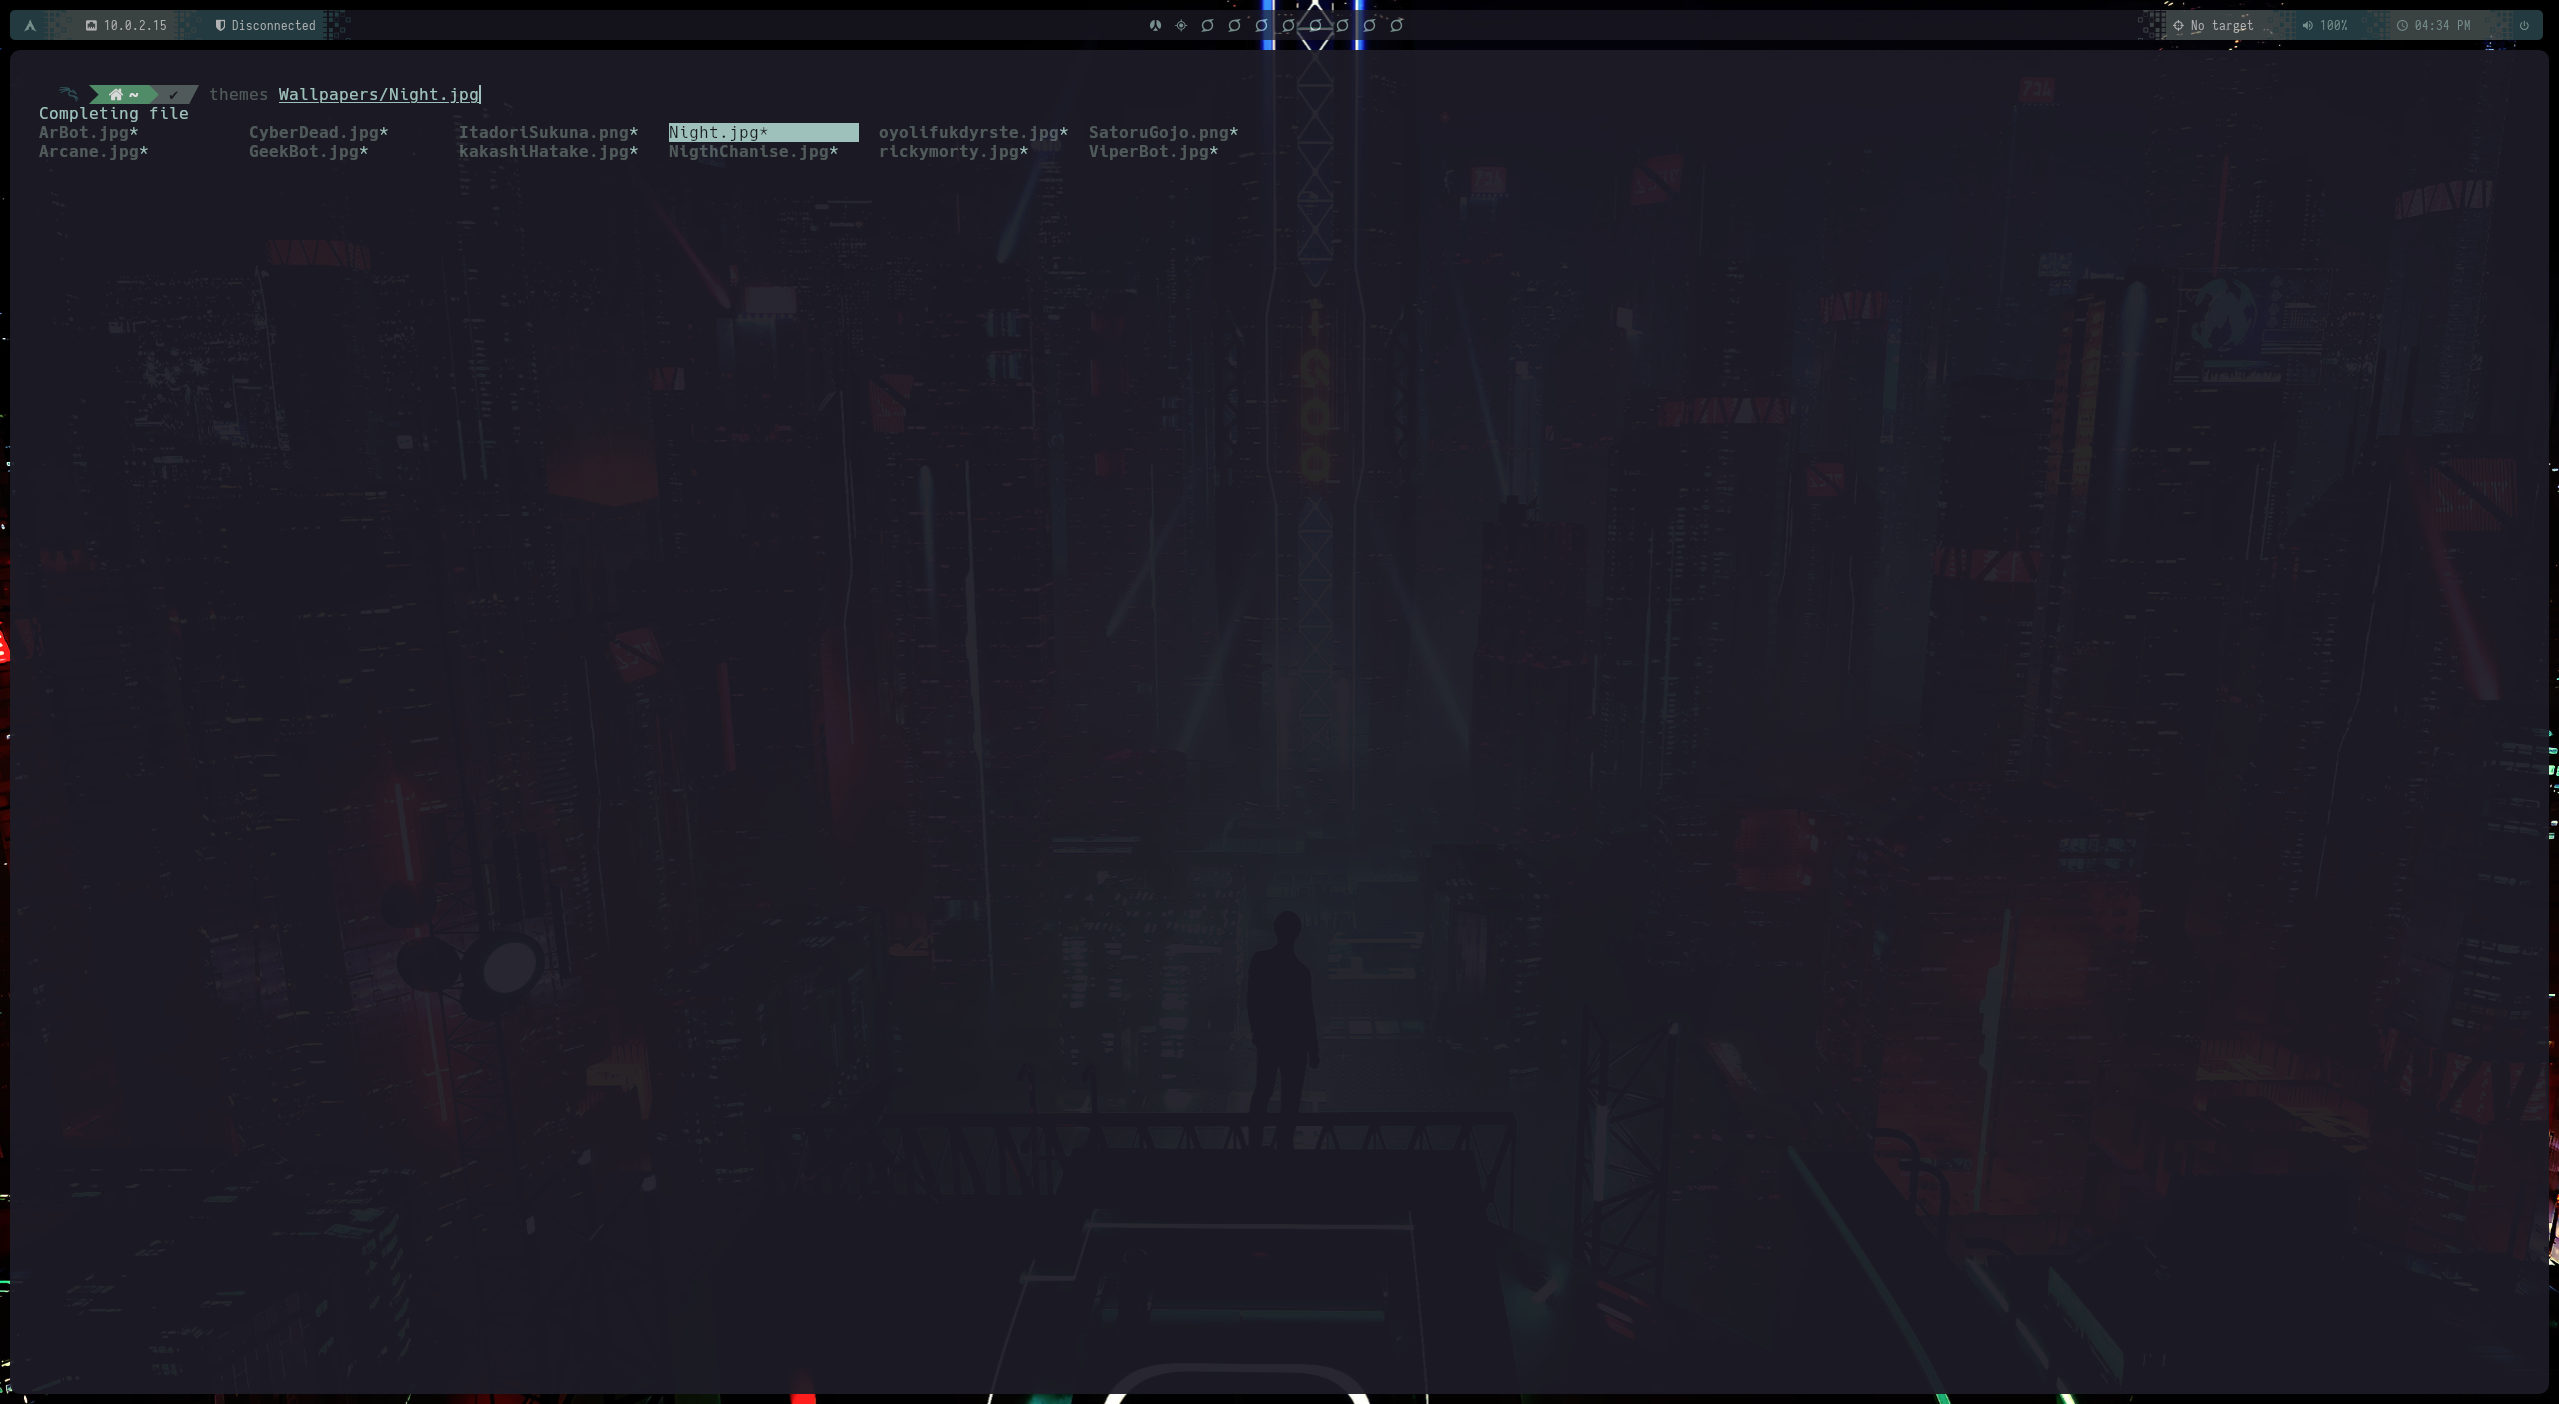 10.0.2.15 Disconnected No target 100% 04:34 PM
~ ✔ themes Wallpapers/Night.jpg
Completing file
ArBot.jpg* CyberDead.jpg* ItadoriSukuna.png* Night.jpg* oyolifukdyrste.jpg* SatoruGojo.png*
Arcane.jpg* GeekBot.jpg* kakashiHatake.jpg* NigthChanise.jpg* rickymorty.jpg* ViperBot.jpg*
734
734